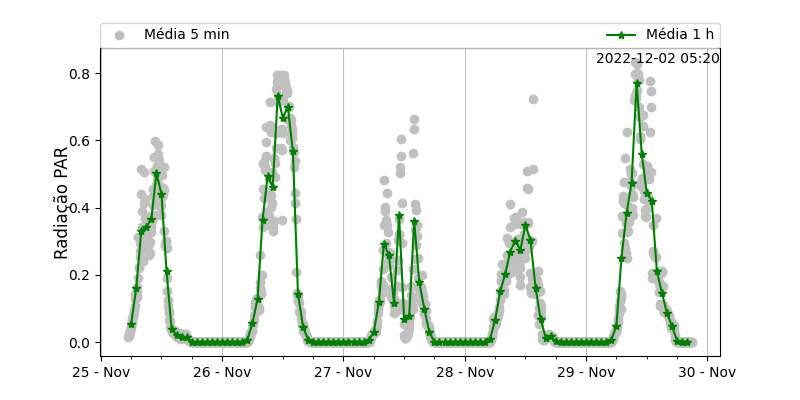 Média 5 min
Média 1 h
2022-12-02 05:20
Radiação PAR
0.8
0.6
0.4
0.2
0.0
25 - Nov
26 - Nov
27 - Nov
28 - Nov
29 - Nov
30 - Nov